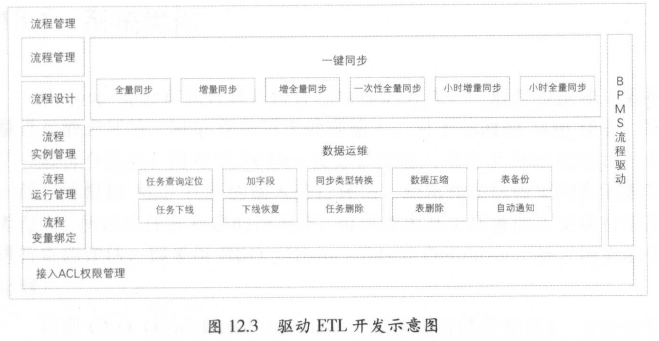 流程管理
流程管理
流程设计
流程
实例管理
流程
运行管理
流程
变量绑定
一键同步
全量同步
增量同步
增全量同步
一次性全量同步
小时增量同步
小时全量同步
数据运维
任务查询定位
加字段
同步类型转换
数据压缩
表备份
任务下线
下线恢复
任务删除
表删除
自动通知
B
P
M
S
流
程
驱
动
接入ACL权限管理
图 12.3 驱动 ETL 开发示意图